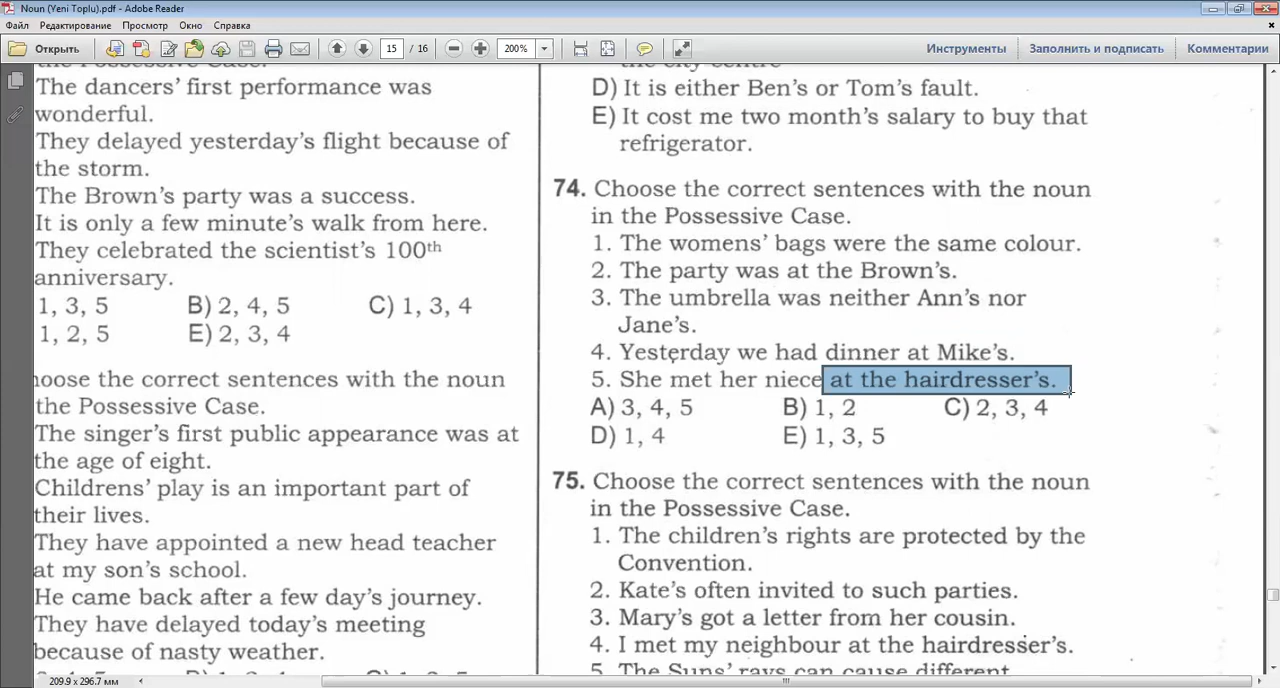 Noun (Yeni Toplu).pdf - Adobe Reader
Файл Редактирование Просмотр Окно Справка
Открыть 15 / 16 200% Инструменты Заполнить и подписать Комментарии
the Possessive Case.
The dancers' first performance was
wonderful.
They delayed yesterday's flight because of
the storm.
The Brown's party was a success.
It is only a few minute's walk from here.
They celebrated the scientist's 100th
anniversary.
1, 3, 5 B) 2, 4, 5 C) 1, 3, 4
1, 2, 5 E) 2, 3, 4
hoose the correct sentences with the noun
the Possessive Case.
The singer's first public appearance was at
the age of eight.
Childrens' play is an important part of
their lives.
They have appointed a new head teacher
at my son's school.
He came back after a few day's journey.
They have delayed today's meeting
because of nasty weather.
the city centre
D) It is either Ben's or Tom's fault.
E) It cost me two month's salary to buy that
refrigerator.
74. Choose the correct sentences with the noun
in the Possessive Case.
1. The womens' bags were the same colour.
2. The party was at the Brown's.
3. The umbrella was neither Ann's nor
Jane's.
4. Yesterday we had dinner at Mike's.
5. She met her niece at the hairdresser's.
A) 3, 4, 5 B) 1, 2 C) 2, 3, 4
D) 1, 4 E) 1, 3, 5
75. Choose the correct sentences with the noun
in the Possessive Case.
1. The children's rights are protected by the
Convention.
2. Kate's often invited to such parties.
3. Mary's got a letter from her cousin.
4. I met my neighbour at the hairdresser's.
5. The Suns' rays can cause different
209.9 x 296.7 мм